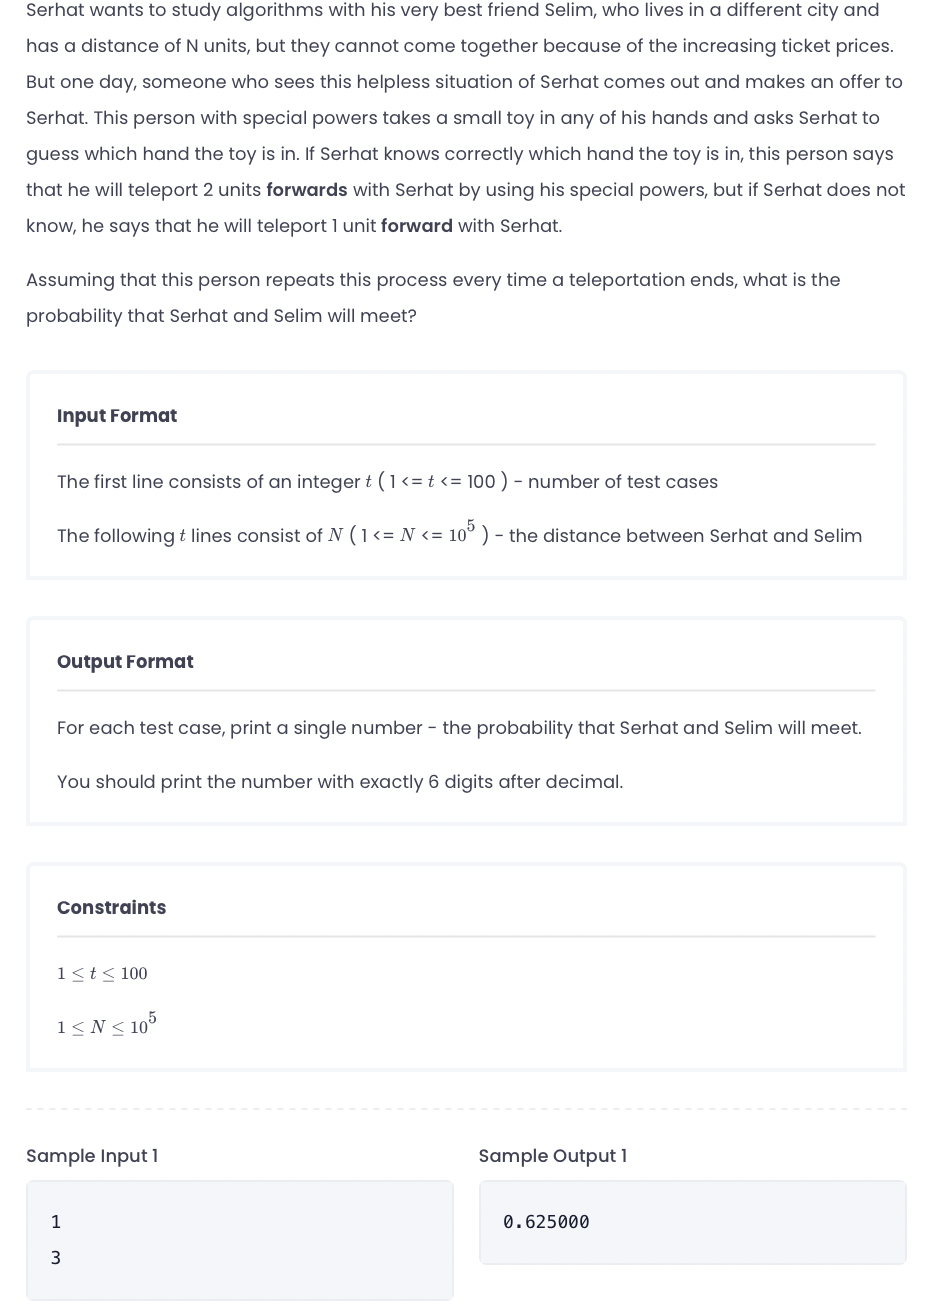 Serhat wants to study algorithms with his very best friend Selim, who lives in a different city and
has a distance of N units, but they cannot come together because of the increasing ticket prices.
But one day, someone who sees this helpless situation of Serhat comes out and makes an offer to
Serhat. This person with special powers takes a small toy in any of his hands and asks Serhat to
guess which hand the toy is in. If Serhat knows correctly which hand the toy is in, this person says
that he will teleport 2 units forwards with Serhat by using his special powers, but if Serhat does not
know, he says that he will teleport 1 unit forward with Serhat.
Assuming that this person repeats this process every time a teleportation ends, what is the
probability that Serhat and Selim will meet?
Input Format
The first line consists of an integer t ( 1 <= t <= 100 ) - number of test cases
The following t lines consist of N ( 1 <= N <= 10^5 ) - the distance between Serhat and Selim
Output Format
For each test case, print a single number - the probability that Serhat and Selim will meet.
You should print the number with exactly 6 digits after decimal.
Constraints
1 ≤ t ≤ 100
1 ≤ N ≤ 10^5
Sample Input 1
1
3
Sample Output 1
0.625000